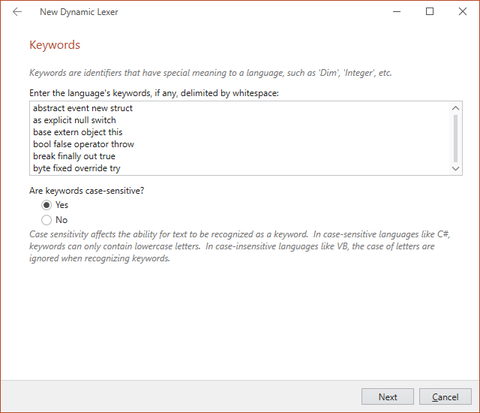 New Dynamic Lexer
Keywords
Keywords are identifiers that have special meaning to a language, such as 'Dim', 'Integer', etc.
Enter the language's keywords, if any, delimited by whitespace:
abstract event new struct
as explicit null switch
base extern object this
bool false operator throw
break finally out true
byte fixed override try
Are keywords case-sensitive?
Yes
No
Case sensitivity affects the ability for text to be recognized as a keyword.  In case-sensitive languages like C#,
keywords can only contain lowercase letters.  In case-insensitive languages like VB, the case of letters are
ignored when recognizing keywords.
Next
Cancel